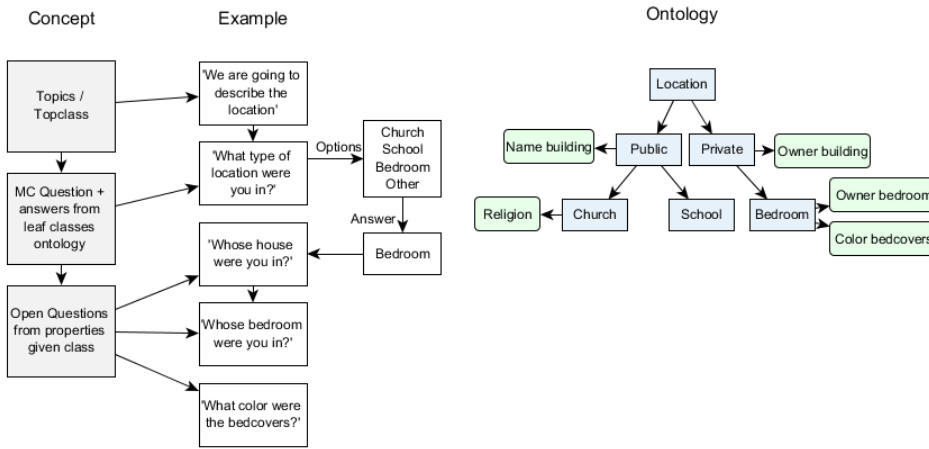 Concept
Example
Ontology
Topics /
Topclass
'We are going to
describe the
location'
MC Question +
answers from
leaf classes
ontology
'What type of
location were
you in?'
Options
Church
School
Bedroom
Other
Answer
Bedroom
Open Questions
from properties
given class
'Whose house
were you in?'
'Whose bedroom
were you in?'
'What color were
the bedcovers?'
Location
Name building
Public
Private
Owner building
Religion
Church
School
Bedroom
Owner bedroom
Color bedcovers